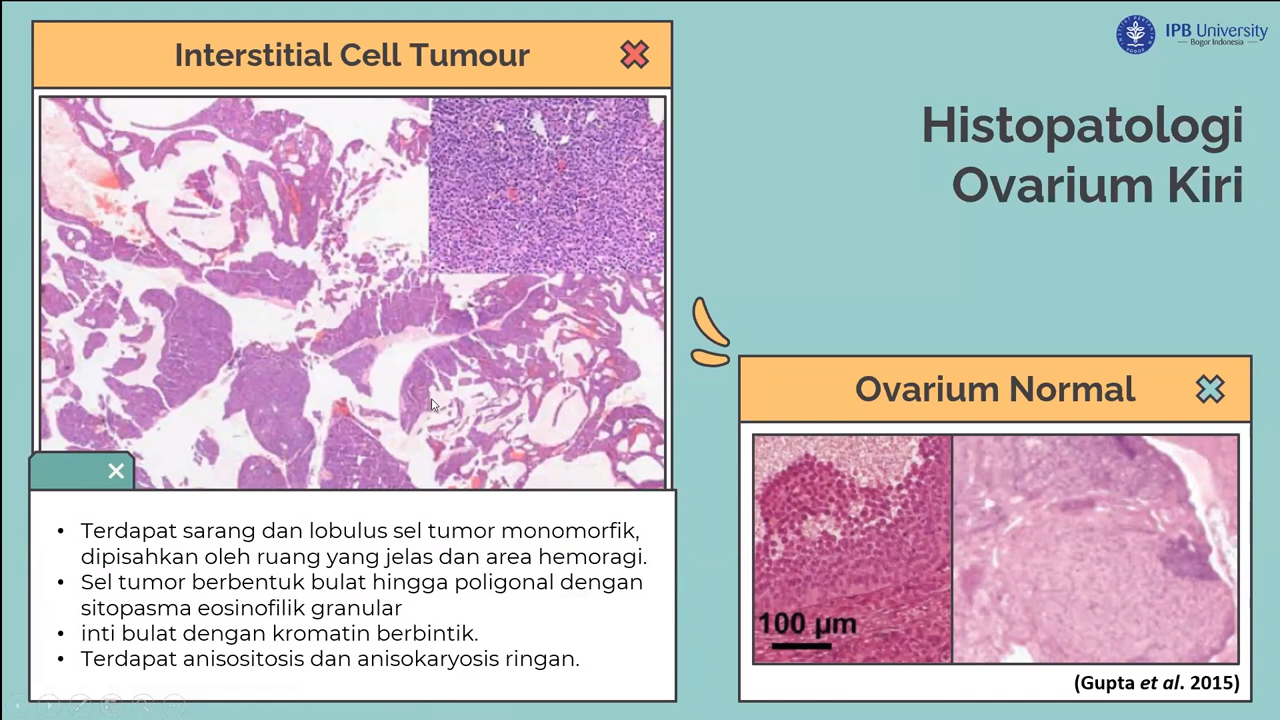 Interstitial Cell Tumour
IPB University
Bogor Indonesia
Histopatologi
Ovarium Kiri
Ovarium Normal
100 µm
(Gupta et al. 2015)
• Terdapat sarang dan lobulus sel tumor monomorfik,
dipisahkan oleh ruang yang jelas dan area hemoragi.
• Sel tumor berbentuk bulat hingga poligonal dengan
sitopasma eosinofilik granular
• inti bulat dengan kromatin berbintik.
• Terdapat anisositosis dan anisokaryosis ringan.